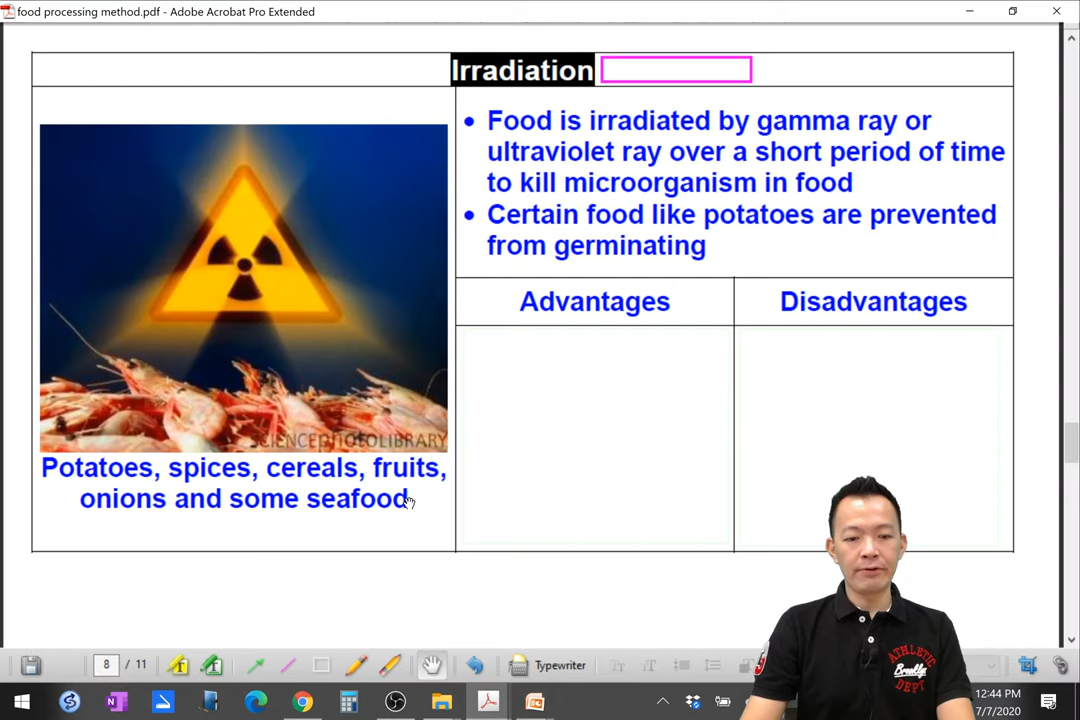 food processing method.pdf - Adobe Acrobat Pro Extended
Irradiation
Food is irradiated by gamma ray or
ultraviolet ray over a short period of time
to kill microorganism in food
Certain food like potatoes are prevented
from germinating
Advantages
Disadvantages
SCIENCEPHOTOLIBRARY
Potatoes, spices, cereals, fruits,
onions and some seafood
ATHLETIC
Brooklyn
DEPT
8 / 11
Typewriter
12:44 PM
7/7/2020